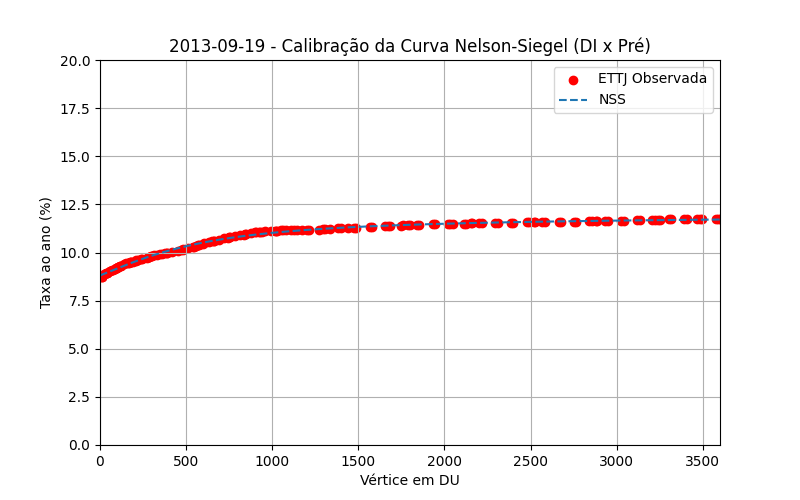 2013-09-19 - Calibração da Curva Nelson-Siegel (DI x Pré)
20.0
17.5
15.0
12.5
10.0
7.5
5.0
2.5
0.0
Taxa ao ano (%)
ETTJ Observada
NSS
0 500 1000 1500 2000 2500 3000 3500
Vértice em DU